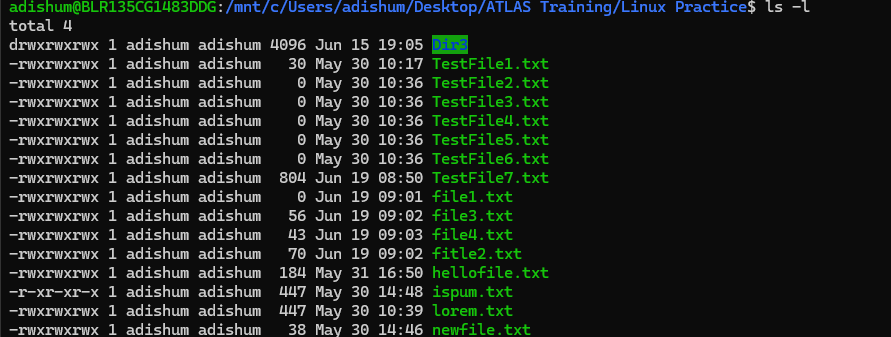 adishum@BLR135CG1483DDG:/mnt/c/Users/adishum/Desktop/ATLAS Training/Linux Practice$ ls -l
total 4
drwxrwxrwx 1 adishum adishum 4096 Jun 15 19:05 Dir3
-rwxrwxrwx 1 adishum adishum   30 May 30 10:17 TestFile1.txt
-rwxrwxrwx 1 adishum adishum    0 May 30 10:36 TestFile2.txt
-rwxrwxrwx 1 adishum adishum    0 May 30 10:36 TestFile3.txt
-rwxrwxrwx 1 adishum adishum    0 May 30 10:36 TestFile4.txt
-rwxrwxrwx 1 adishum adishum    0 May 30 10:36 TestFile5.txt
-rwxrwxrwx 1 adishum adishum    0 May 30 10:36 TestFile6.txt
-rwxrwxrwx 1 adishum adishum  804 Jun 19 08:50 TestFile7.txt
-rwxrwxrwx 1 adishum adishum    0 Jun 19 09:01 file1.txt
-rwxrwxrwx 1 adishum adishum   56 Jun 19 09:02 file3.txt
-rwxrwxrwx 1 adishum adishum   43 Jun 19 09:03 file4.txt
-rwxrwxrwx 1 adishum adishum   70 Jun 19 09:02 fitle2.txt
-rwxrwxrwx 1 adishum adishum  184 May 31 16:50 hellofile.txt
-r-xr-xr-x 1 adishum adishum  447 May 30 14:48 ispum.txt
-rwxrwxrwx 1 adishum adishum  447 May 30 10:39 lorem.txt
-rwxrwxrwx 1 adishum adishum   38 May 30 14:46 newfile.txt